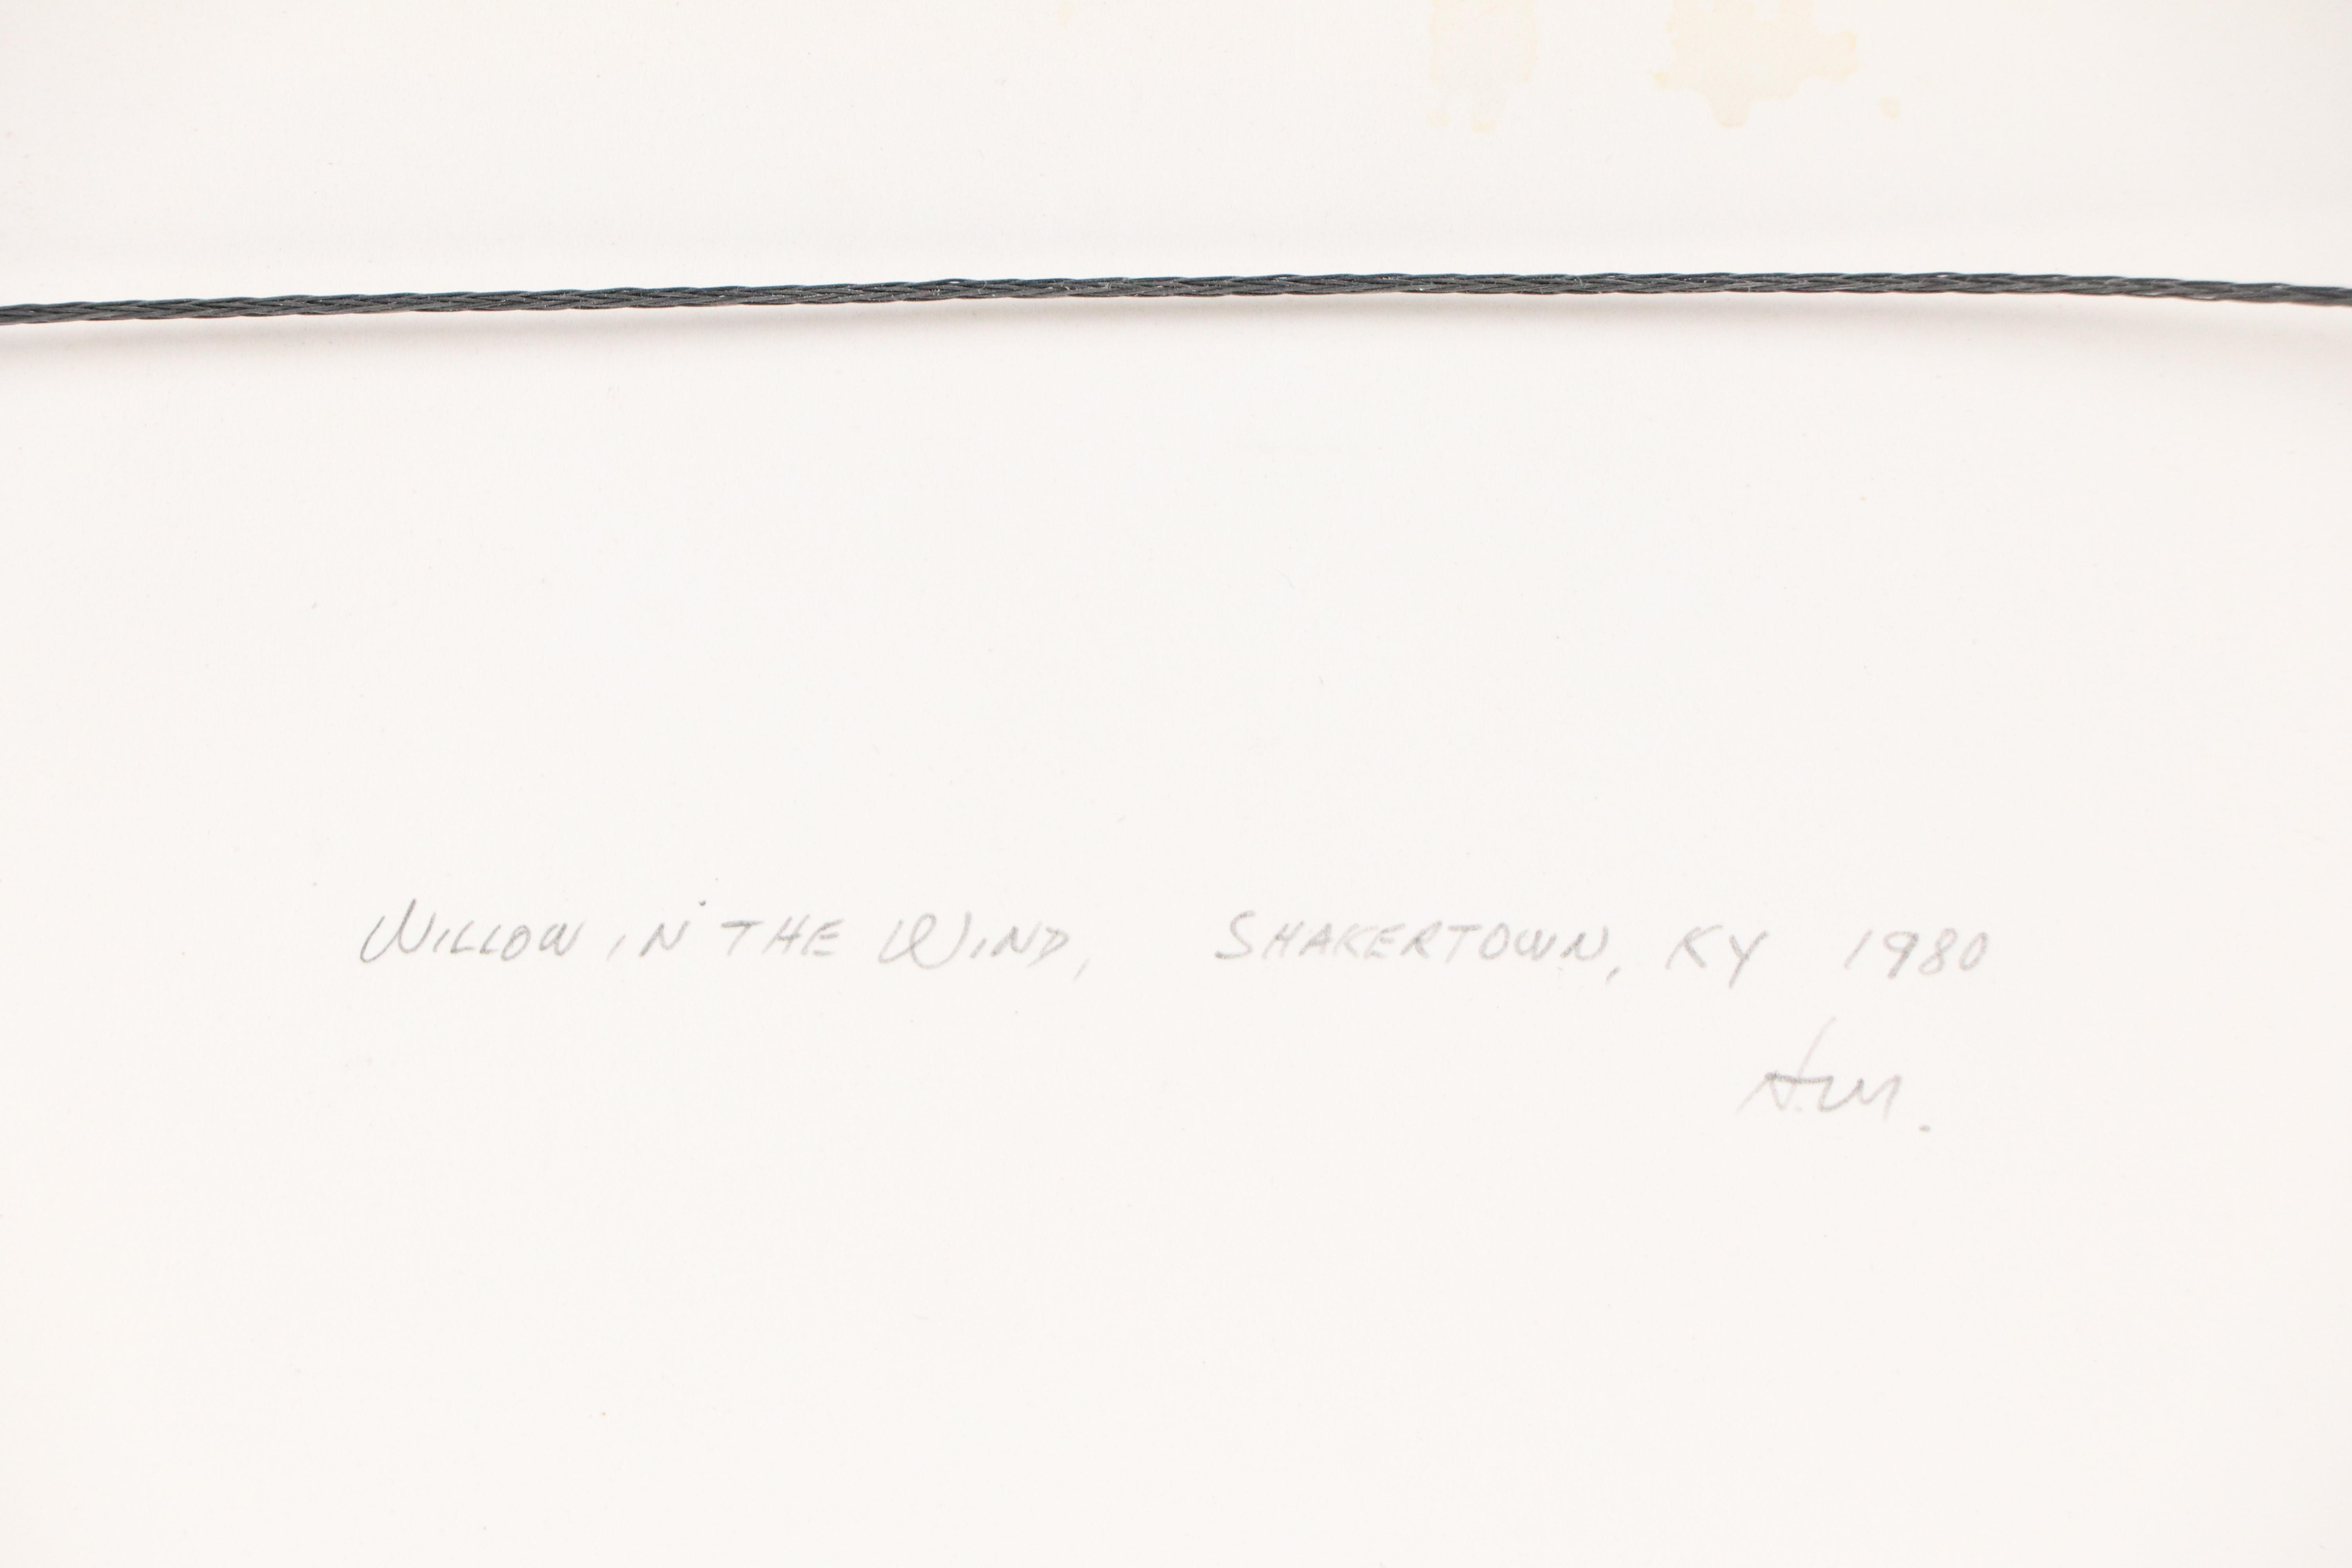 WILLOW IN THE WIND, SHAKERTOWN, KY 1980
A.M.